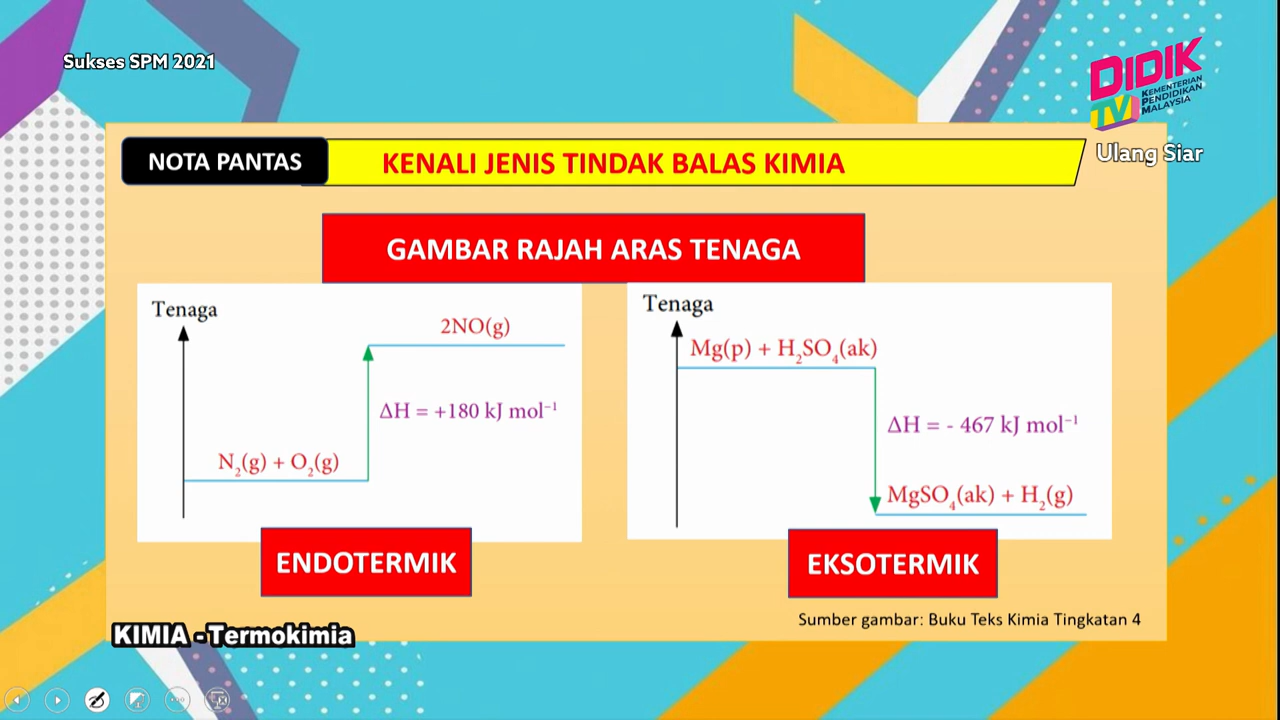 Sukses SPM 2021
DIDIK
TV
KEMENTERIAN
PENDIDIKAN
MALAYSIA
Ulang Siar
NOTA PANTAS
KENALI JENIS TINDAK BALAS KIMIA
GAMBAR RAJAH ARAS TENAGA
Tenaga
2NO(g)
ΔH = +180 kJ mol⁻¹
N₂(g) + O₂(g)
ENDOTERMIK
Tenaga
Mg(p) + H₂SO₄(ak)
ΔH = - 467 kJ mol⁻¹
MgSO₄(ak) + H₂(g)
EKSOTERMIK
Sumber gambar: Buku Teks Kimia Tingkatan 4
KIMIA - Termokimia